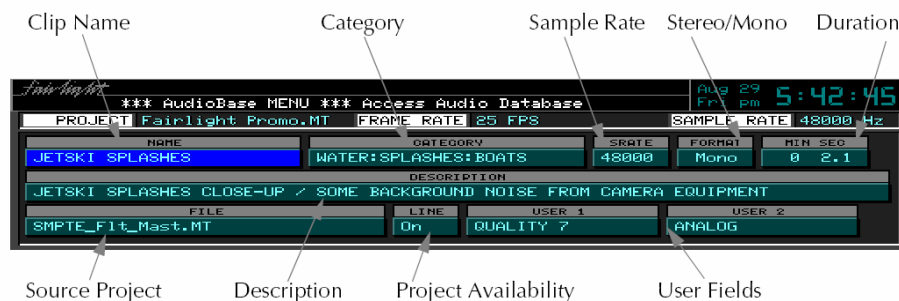 Clip Name Category Sample Rate Stereo/Mono Duration
fairlight Aug 29
*** AudioBase MENU *** Access Audio Database Fri pm 5:42:45
PROJECT Fairlight Promo.MT FRAME RATE 25 FPS SAMPLE RATE 48000 Hz
NAME CATEGORY SRATE FORMAT MIN SEC
JETSKI SPLASHES WATER:SPLASHES:BOATS 48000 Mono 0 2.1
DESCRIPTION
JETSKI SPLASHES CLOSE-UP / SOME BACKGROUND NOISE FROM CAMERA EQUIPMENT
FILE LINE USER 1 USER 2
SMPTE_Flt_Mast.MT On QUALITY 7 ANALOG
Source Project Description Project Availability User Fields